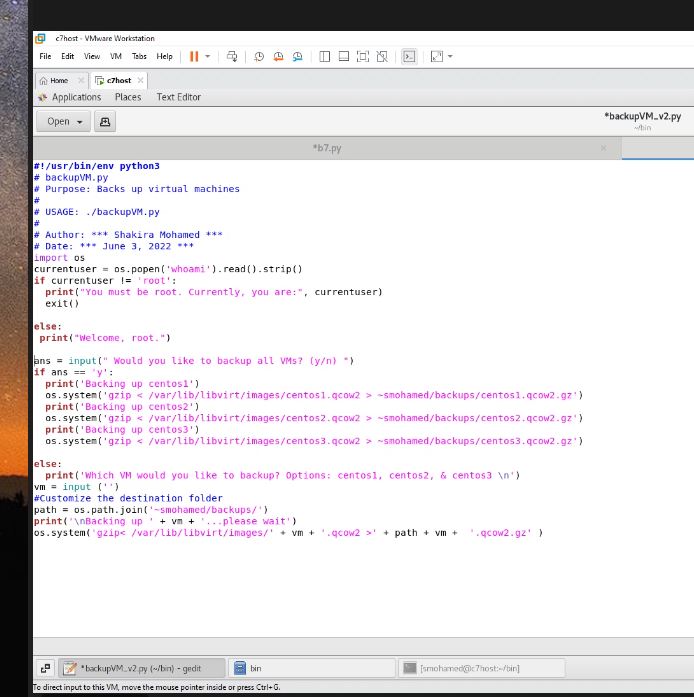 c7host - VMware Workstation
File Edit View VM Tabs Help
Home × c7host ×
Applications Places Text Editor
Open
*backupVM_v2.py
~/bin
*b7.py ×
#!/usr/bin/env python3
# backupVM.py
# Purpose: Backs up virtual machines
#
# USAGE: ./backupVM.py
#
# Author: *** Shakira Mohamed ***
# Date: *** June 3, 2022 ***
import os
currentuser = os.popen('whoami').read().strip()
if currentuser != 'root':
  print("You must be root. Currently, you are:", currentuser)
  exit()
else:
 print("Welcome, root.")
ans = input(" Would you like to backup all VMs? (y/n) ")
if ans == 'y':
  print('Backing up centos1')
  os.system('gzip < /var/lib/libvirt/images/centos1.qcow2 > ~smohamed/backups/centos1.qcow2.gz')
  print('Backing up centos2')
  os.system('gzip < /var/lib/libvirt/images/centos2.qcow2 > ~smohamed/backups/centos2.qcow2.gz')
  print('Backing up centos3')
  os.system('gzip < /var/lib/libvirt/images/centos3.qcow2 > ~smohamed/backups/centos3.qcow2.gz')
else:
  print('Which VM would you like to backup? Options: centos1, centos2, & centos3 \n')
vm = input ('')
#Customize the destination folder
path = os.path.join('~smohamed/backups/')
print('\nBacking up ' + vm + '...please wait')
os.system('gzip< /var/lib/libvirt/images/' + vm + '.qcow2 >' + path + vm +  '.qcow2.gz' )
*backupVM_v2.py (~/bin) - gedit
bin
[smohamed@c7host:~/bin]
To direct input to this VM, move the mouse pointer inside or press Ctrl+G.